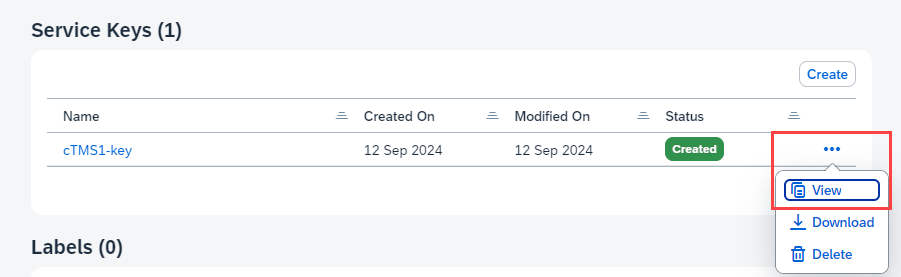 Service Keys (1)
Create
Name Created On Modified On Status
cTMS1-key 12 Sep 2024 12 Sep 2024 Created
View
Download
Delete
Labels (0)